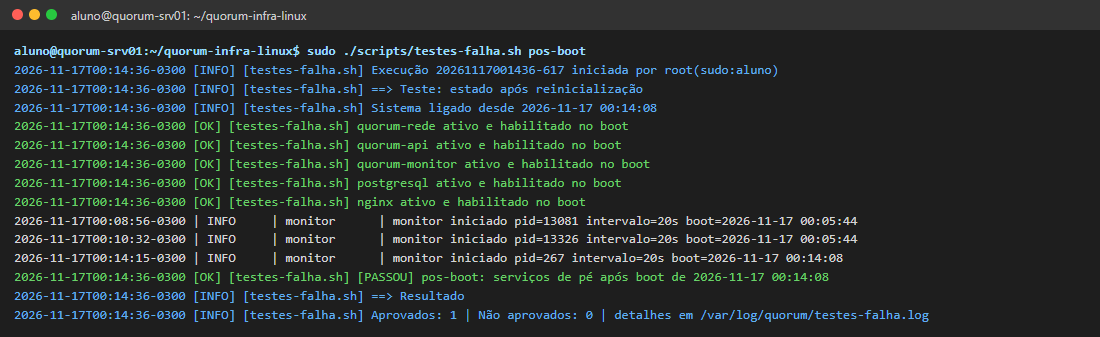 aluno@quorum-srv01: ~/quorum-infra-linux
aluno@quorum-srv01:~/quorum-infra-linux$ sudo ./scripts/testes-falha.sh pos-boot
2026-11-17T00:14:36-0300 [INFO] [testes-falha.sh] Execução 20261117001436-617 iniciada por root(sudo:aluno)
2026-11-17T00:14:36-0300 [INFO] [testes-falha.sh] ==> Teste: estado após reinicialização
2026-11-17T00:14:36-0300 [INFO] [testes-falha.sh] Sistema ligado desde 2026-11-17 00:14:08
2026-11-17T00:14:36-0300 [OK] [testes-falha.sh] quorum-rede ativo e habilitado no boot
2026-11-17T00:14:36-0300 [OK] [testes-falha.sh] quorum-api ativo e habilitado no boot
2026-11-17T00:14:36-0300 [OK] [testes-falha.sh] quorum-monitor ativo e habilitado no boot
2026-11-17T00:14:36-0300 [OK] [testes-falha.sh] postgresql ativo e habilitado no boot
2026-11-17T00:14:36-0300 [OK] [testes-falha.sh] nginx ativo e habilitado no boot
2026-11-17T00:08:56-0300 | INFO     | monitor      | monitor iniciado pid=13081 intervalo=20s boot=2026-11-17 00:05:44
2026-11-17T00:10:32-0300 | INFO     | monitor      | monitor iniciado pid=13326 intervalo=20s boot=2026-11-17 00:05:44
2026-11-17T00:14:15-0300 | INFO     | monitor      | monitor iniciado pid=267 intervalo=20s boot=2026-11-17 00:14:08
2026-11-17T00:14:36-0300 [OK] [testes-falha.sh] [PASSOU] pos-boot: serviços de pé após boot de 2026-11-17 00:14:08
2026-11-17T00:14:36-0300 [INFO] [testes-falha.sh] ==> Resultado
2026-11-17T00:14:36-0300 [INFO] [testes-falha.sh] Aprovados: 1 | Não aprovados: 0 | detalhes em /var/log/quorum/testes-falha.log